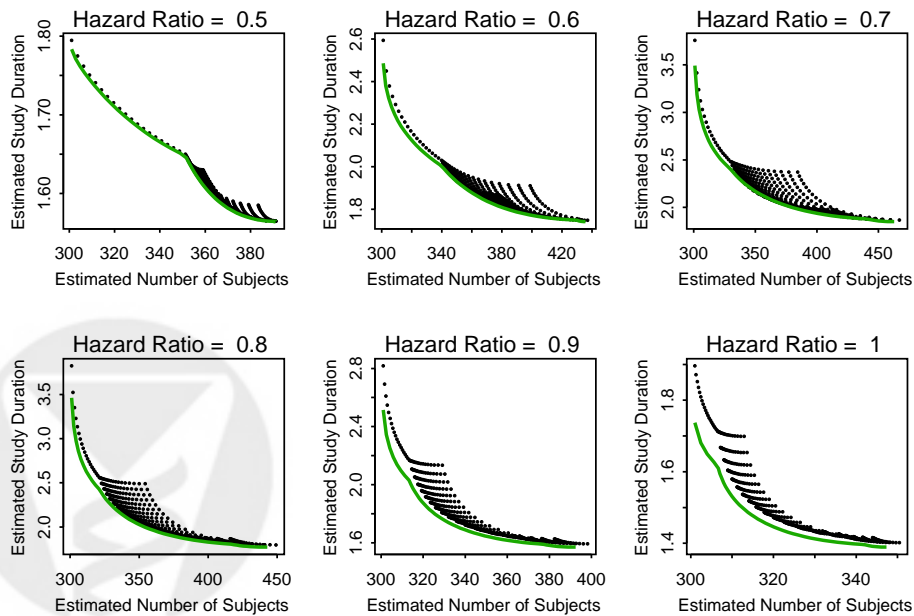 Hazard Ratio = 0.5
Estimated Study Duration
1.60 1.70 1.80
300 320 340 360 380
Estimated Number of Subjects
Hazard Ratio = 0.6
Estimated Study Duration
1.8 2.0 2.2 2.4 2.6
300 340 380 420
Estimated Number of Subjects
Hazard Ratio = 0.7
Estimated Study Duration
2.0 2.5 3.0 3.5
300 350 400 450
Estimated Number of Subjects
Hazard Ratio = 0.8
Estimated Study Duration
2.0 2.5 3.0 3.5
300 350 400 450
Estimated Number of Subjects
Hazard Ratio = 0.9
Estimated Study Duration
1.6 2.0 2.4 2.8
300 320 340 360 380 400
Estimated Number of Subjects
Hazard Ratio = 1
Estimated Study Duration
1.4 1.6 1.8
300 320 340
Estimated Number of Subjects